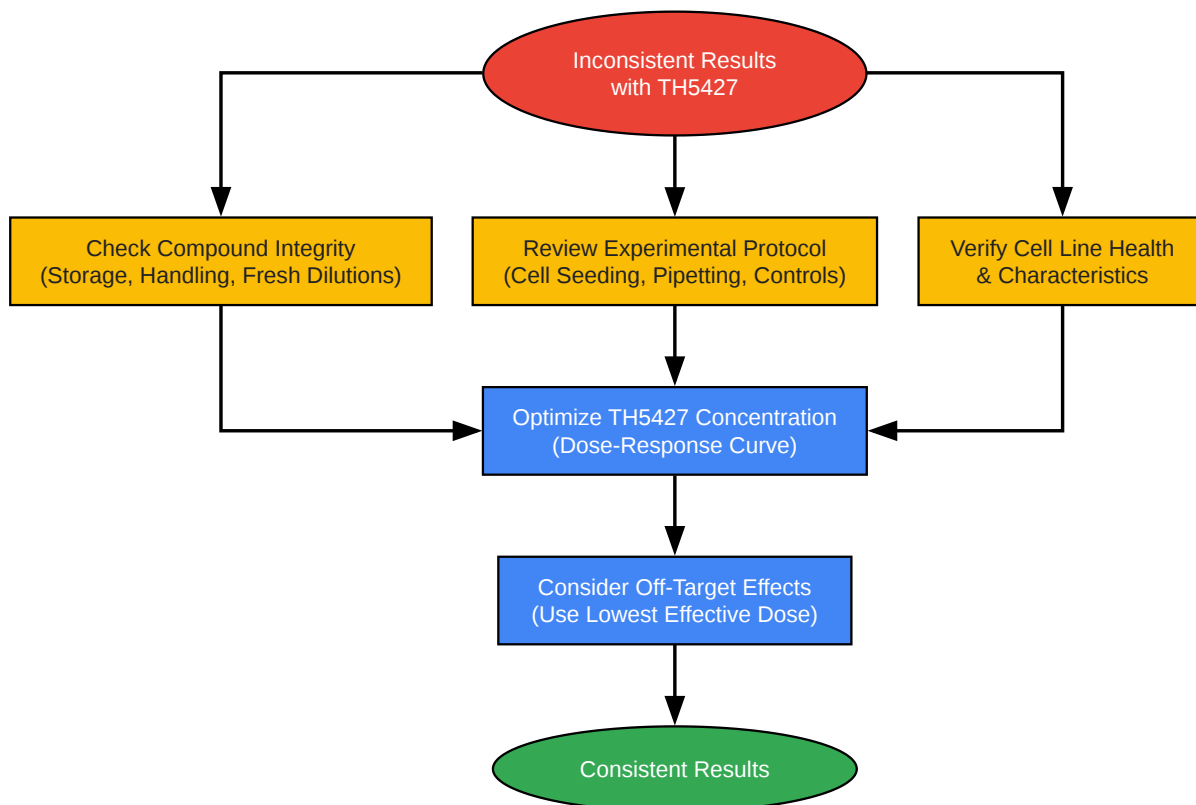 Inconsistent Results
with TH5427
Check Compound Integrity
(Storage, Handling, Fresh Dilutions)
Review Experimental Protocol
(Cell Seeding, Pipetting, Controls)
Verify Cell Line Health
& Characteristics
Optimize TH5427 Concentration
(Dose-Response Curve)
Consider Off-Target Effects
(Use Lowest Effective Dose)
Consistent Results